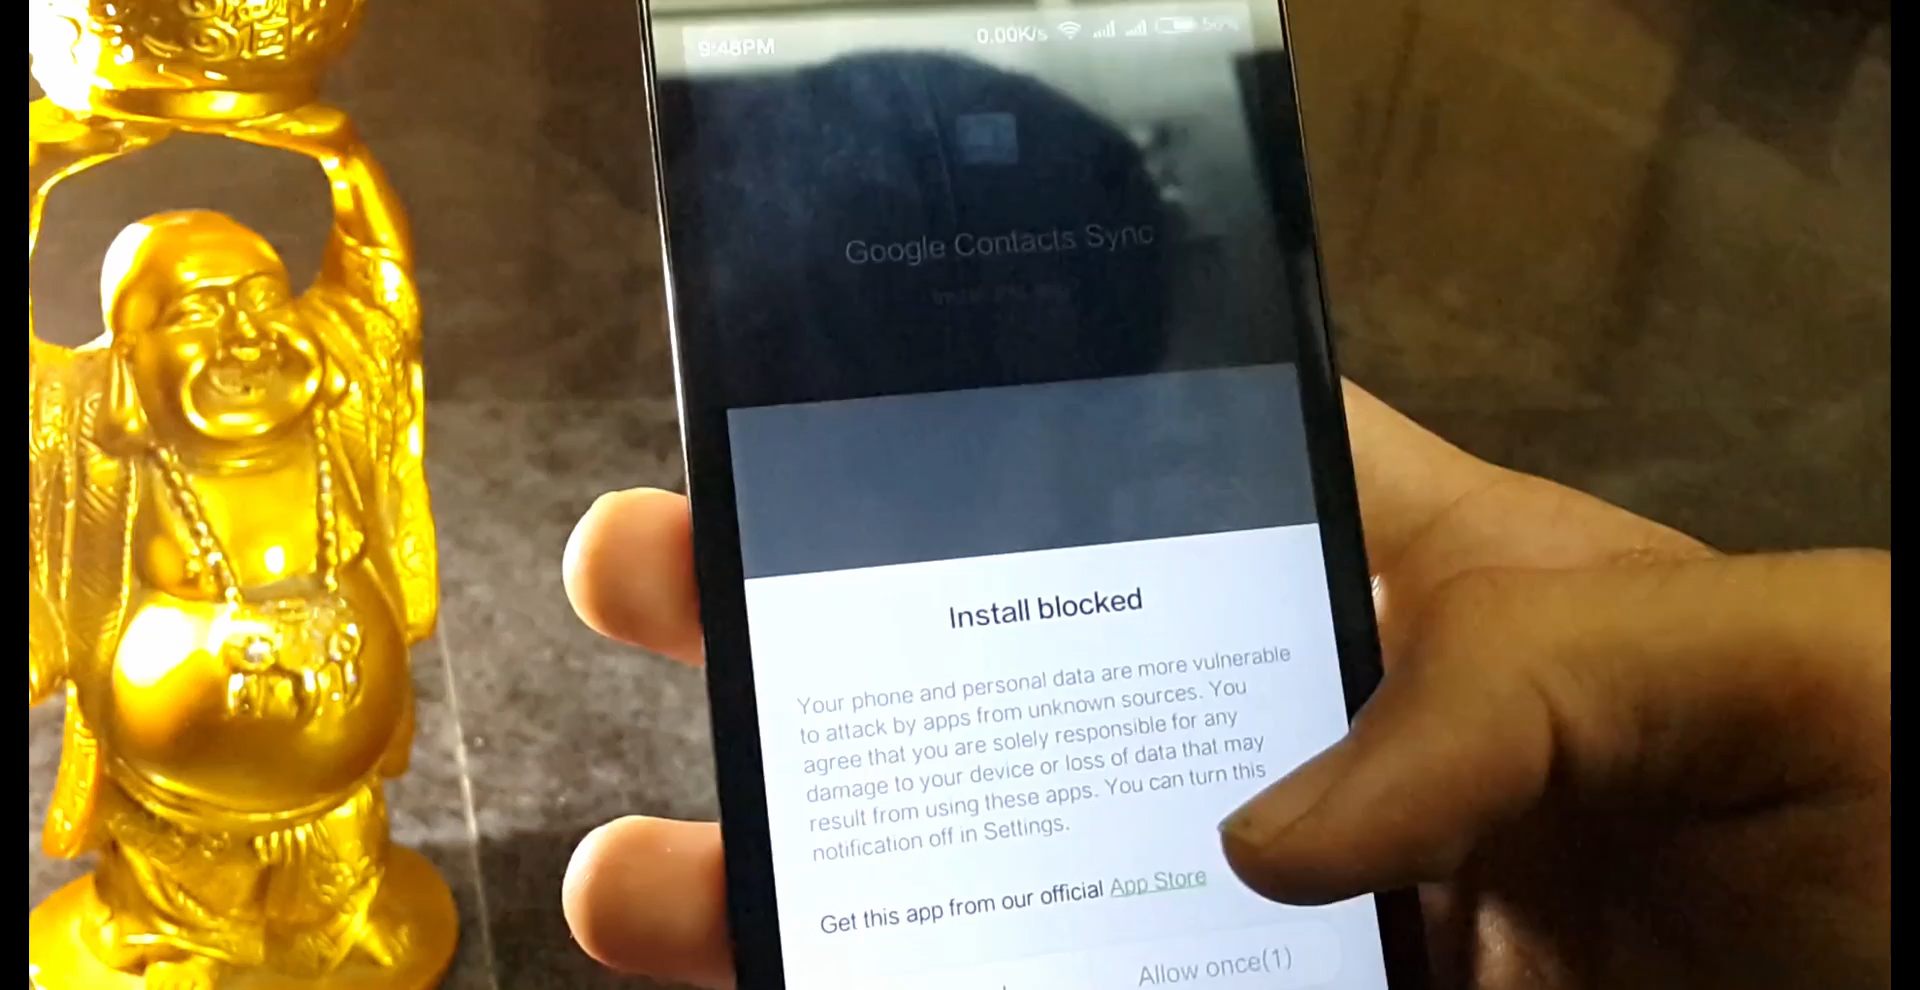 9:48PM 0.00K/s 56%
Google Contacts Sync
Install blocked
Your phone and personal data are more vulnerable
to attack by apps from unknown sources. You
agree that you are solely responsible for any
damage to your device or loss of data that may
result from using these apps. You can turn this
notification off in Settings.
Get this app from our official App Store
Allow once(1)